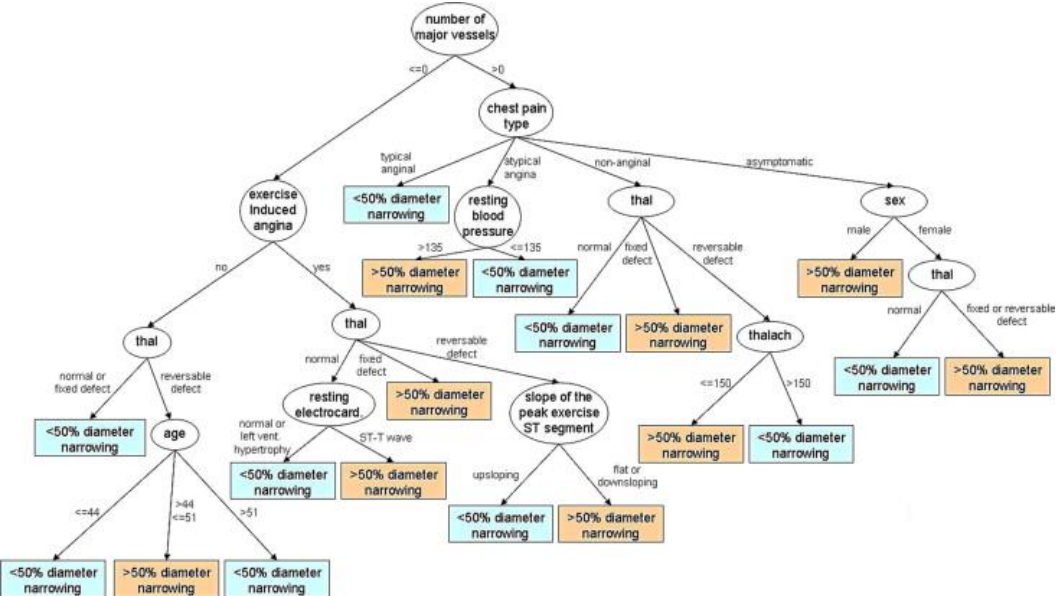 number of
major vessels
<=0
>0
chest pain
type
typical
anginal
atypical
angina
non-anginal
asymptomatic
exercise
Induced
angina
<50% diameter
narrowing
resting
blood
pressure
thal
sex
>135
<=135
normal
fixed
defect
reversable
defect
male
female
>50% diameter
narrowing
<50% diameter
narrowing
>50% diameter
narrowing
thal
no
yes
<50% diameter
narrowing
>50% diameter
narrowing
thalach
normal
fixed or reversable
defect
thal
thal
<=150
>150
<50% diameter
narrowing
>50% diameter
narrowing
normal or
fixed defect
reversable
defect
normal
fixed
defect
reversable
defect
>50% diameter
narrowing
<50% diameter
narrowing
<50% diameter
narrowing
age
resting
electrocard.
>50% diameter
narrowing
slope of the
peak exercise
ST segment
normal or
left vent.
hypertrophy
ST-T wave
<50% diameter
narrowing
>50% diameter
narrowing
upsloping
flat or
downsloping
<50% diameter
narrowing
>50% diameter
narrowing
<=44
>44
<=51
>51
<50% diameter
narrowing
>50% diameter
narrowing
<50% diameter
narrowing